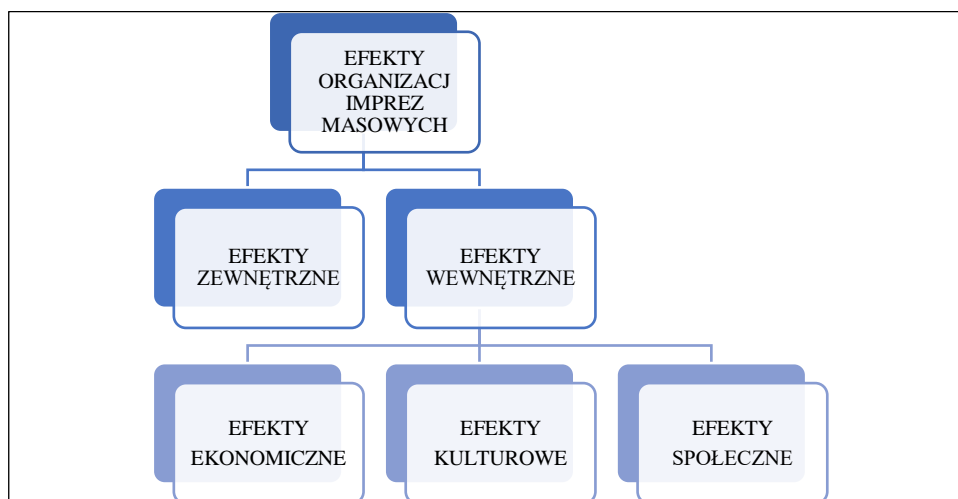 EFEKTY
ORGANIZACJ
IMPREZ
MASOWYCH
EFEKTY
ZEWNĘTRZNE
EFEKTY
WEWNĘTRZNE
EFEKTY
EKONOMICZNE
EFEKTY
KULTUROWE
EFEKTY
SPOŁECZNE